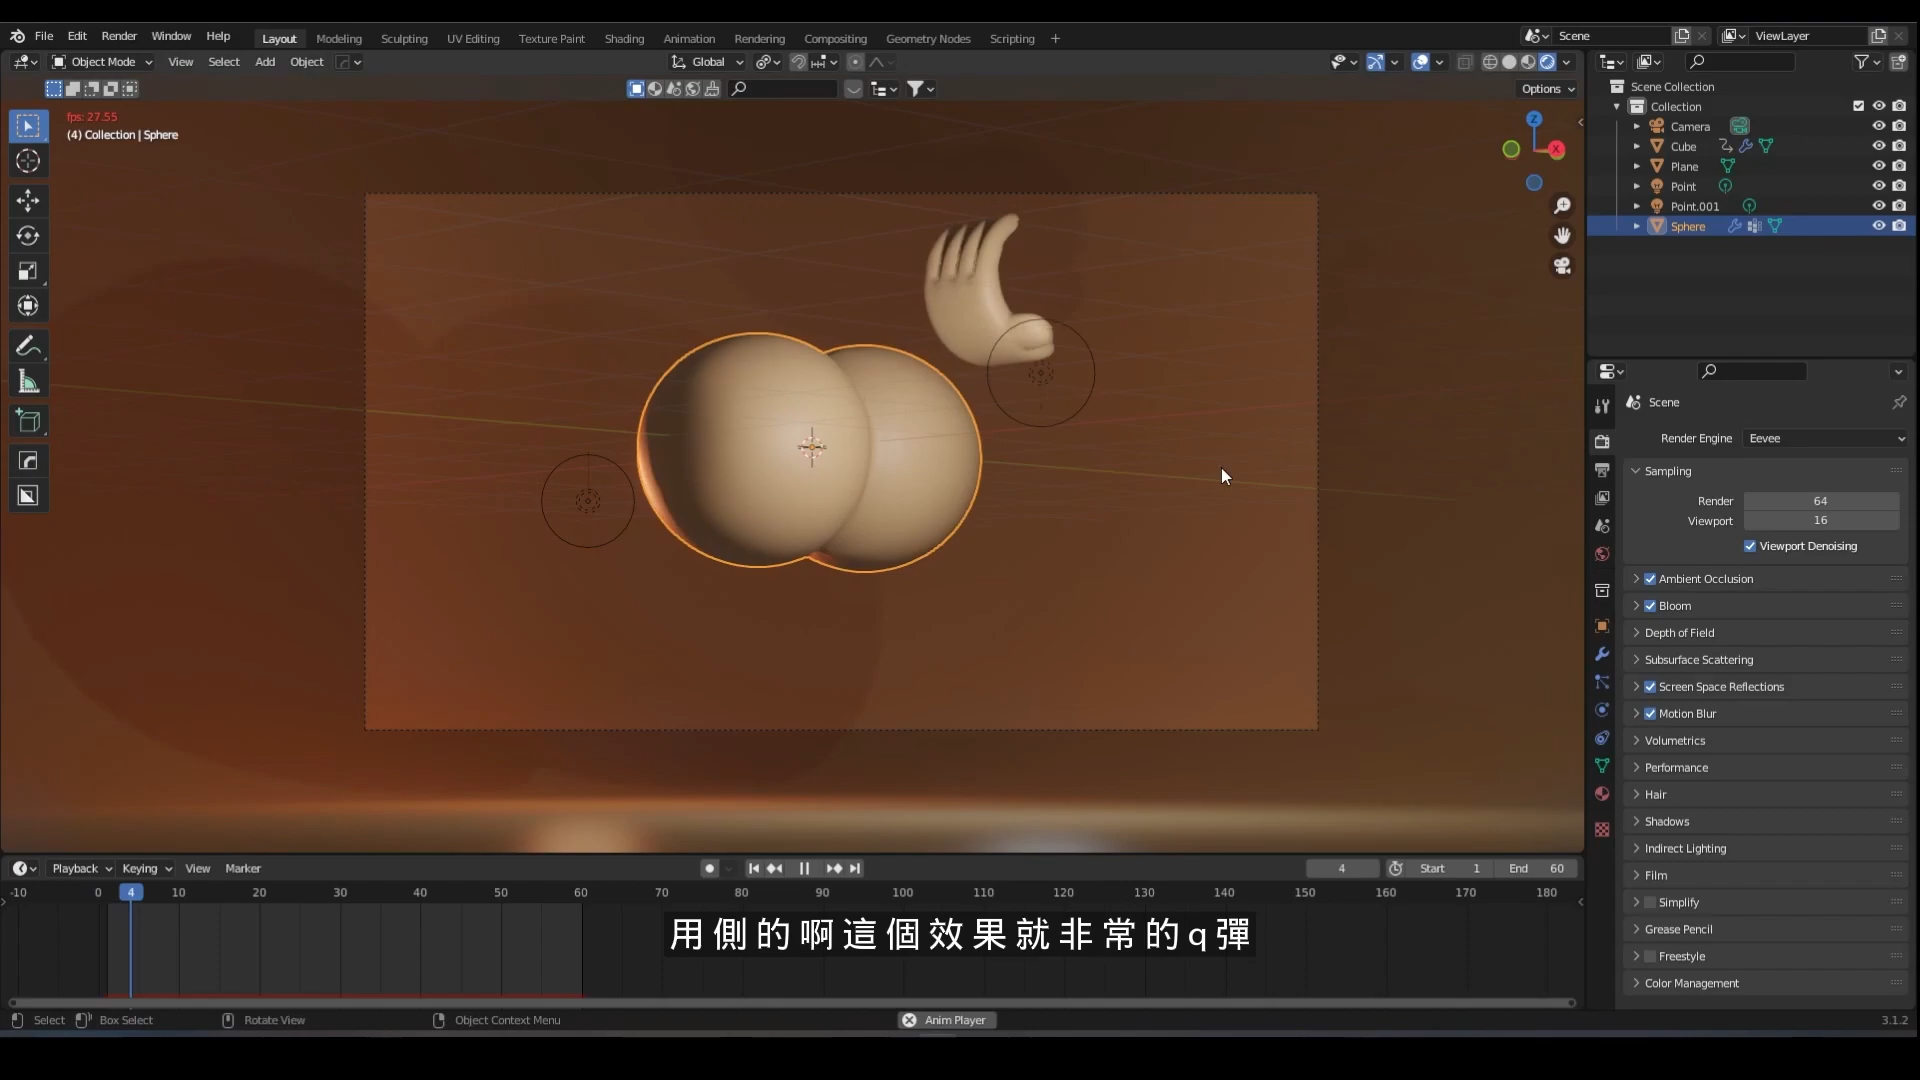 File Edit Render Window Help Layout Modeling Sculpting UV Editing Texture Paint Shading Animation Rendering Compositing Geometry Nodes Scripting + Scene ViewLayer
Object Mode View Select Add Object Global
Options
fps: 27.55
(4) Collection | Sphere
Z
X
Scene Collection
Collection
Camera
Cube
Plane
Point
Point.001
Sphere
Scene
Render Engine Eevee
Sampling
Render 64
Viewport 16
Viewport Denoising
Ambient Occlusion
Bloom
Depth of Field
Subsurface Scattering
Screen Space Reflections
Motion Blur
Volumetrics
Performance
Hair
Shadows
Indirect Lighting
Film
Simplify
Grease Pencil
Freestyle
Color Management
Playback Keying View Marker 4 Start 1 End 60
-10 0 4 10 20 30 40 50 60 70 80 90 100 110 120 130 140 150 160 170 180
用側的啊這個效果就非常的q彈
Select Box Select Rotate View Object Context Menu Anim Player 3.1.2